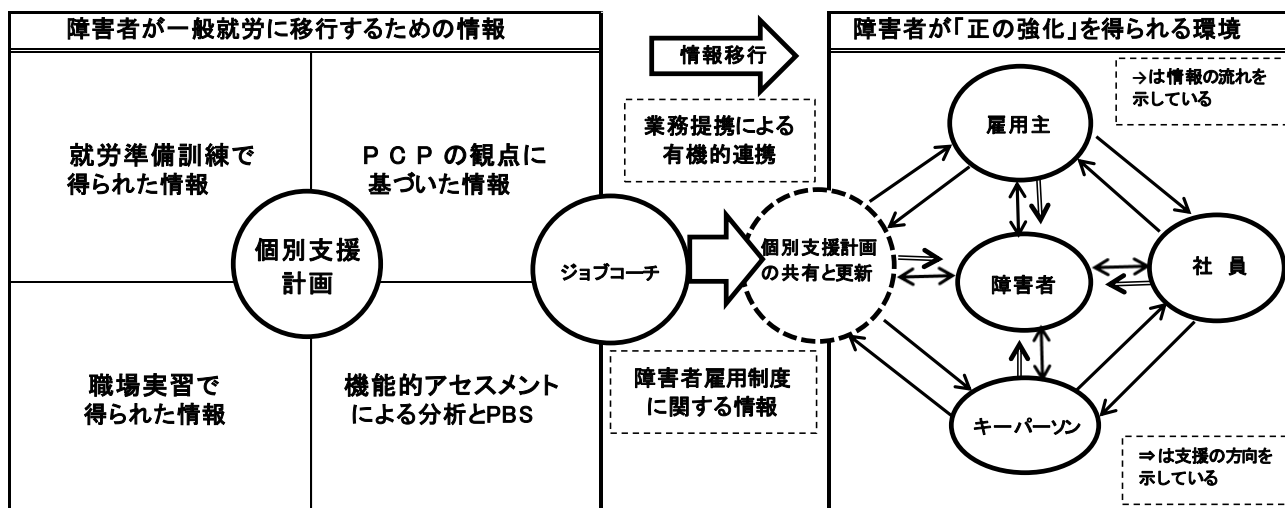 障害者が一般就労に移行するための情報
就労準備訓練で
得られた情報
ＰＣＰの観点に
基づいた情報
個別支援
計画
職場実習で
得られた情報
機能的アセスメント
による分析とPBS
ジョブコーチ
情報移行
業務提携による
有機的連携
障害者雇用制度
に関する情報
個別支援計画
の共有と更新
障害者が「正の強化」を得られる環境
→は情報の流れを
示している
雇用主
障害者
社　員
キーパーソン
⇒は支援の方向を
示している